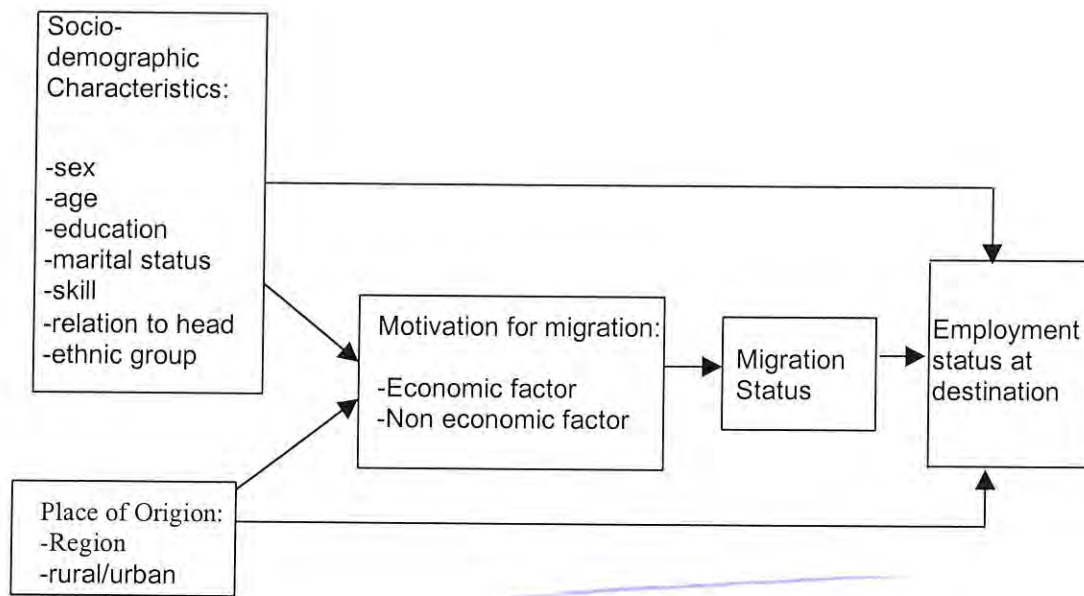 Socio-
demographic
Characteristics:
-sex
-age
-education
-marital status
-skill
-relation to head
-ethnic group
Motivation for migration:
-Economic factor
-Non economic factor
Migration
Status
Employment
status at
destination
Place of Origion:
-Region
-rural/urban